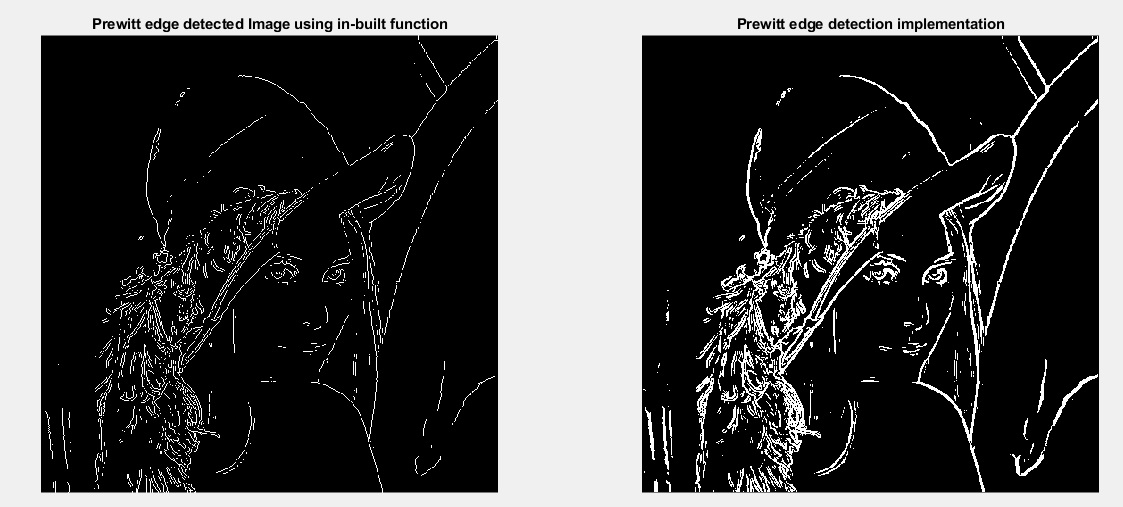 Prewitt edge detected Image using in-built function
Prewitt edge detection implementation